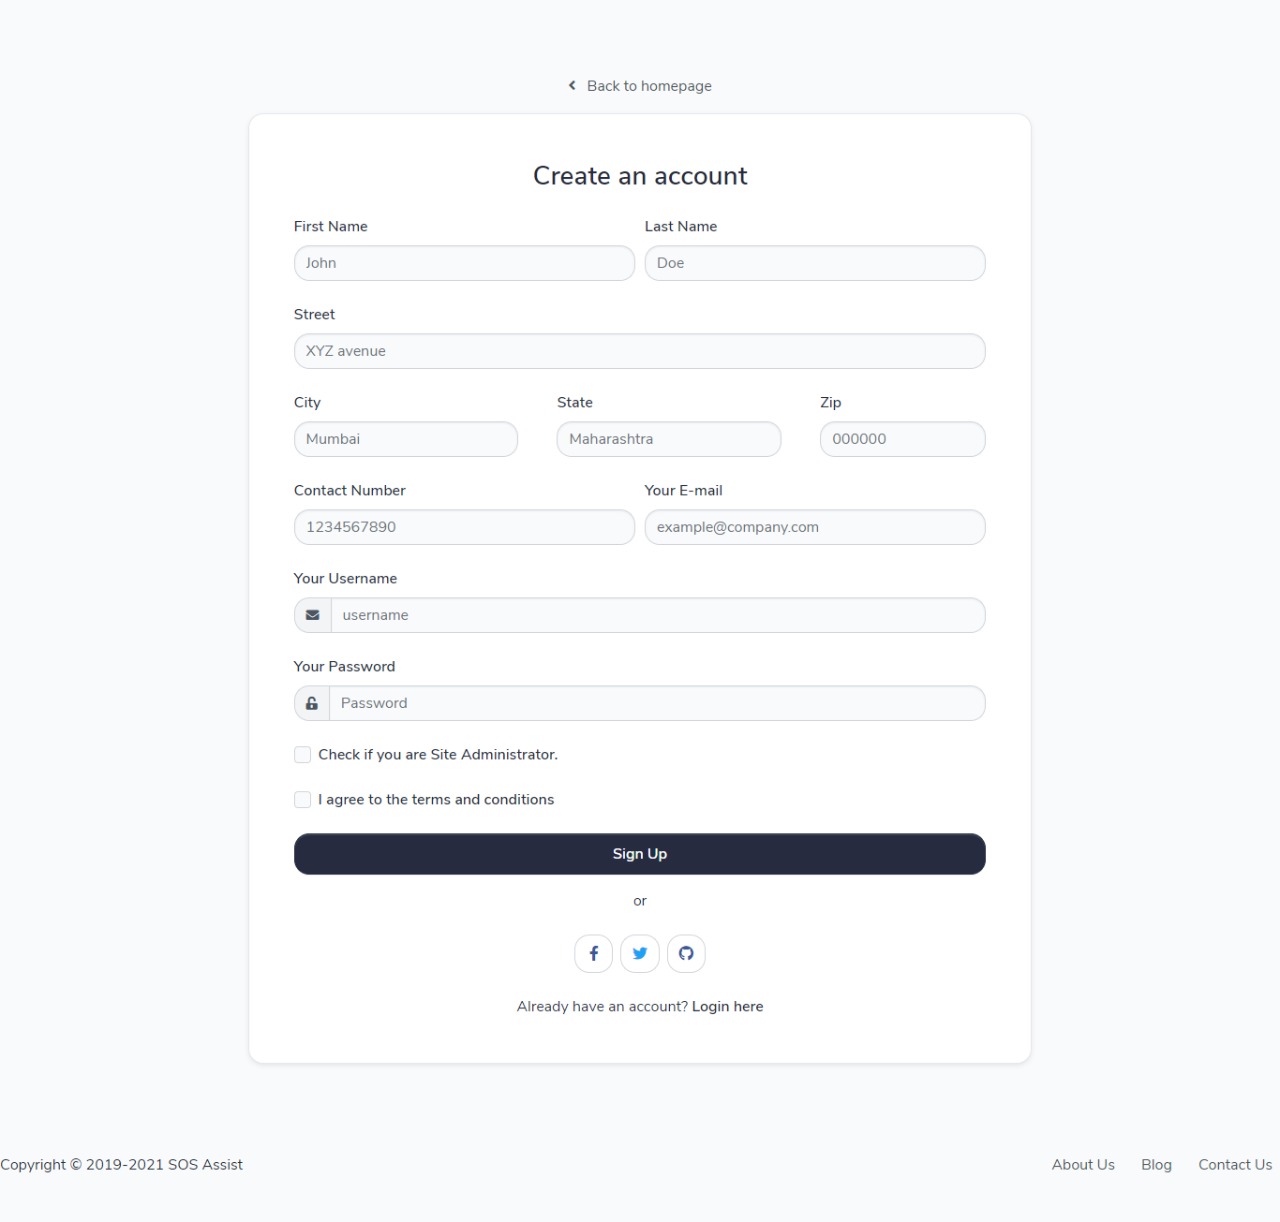 Back to homepage
Create an account
First Name Last Name
John Doe
Street
XYZ avenue
City State Zip
Mumbai Maharashtra 000000
Contact Number Your E-mail
1234567890 example@company.com
Your Username
username
Your Password
Password
Check if you are Site Administrator.
I agree to the terms and conditions
Sign Up
or
Already have an account? Login here
Copyright © 2019-2021 SOS Assist About Us Blog Contact Us